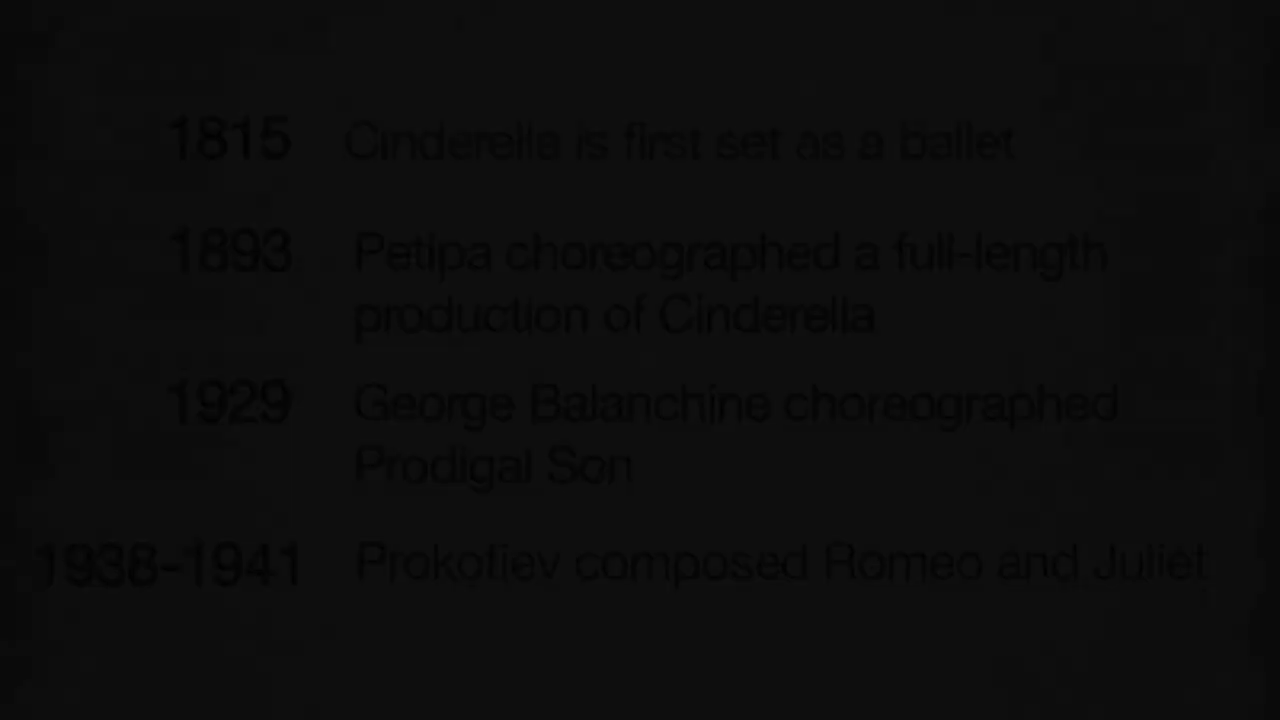 1815 Cinderella is first set as a ballet
1893 Petipa choreographed a full-length
production of Cinderella
1929 George Balanchine choreographed
Prodigal Son
1938-1941 Prokofiev composed Romeo and Juliet